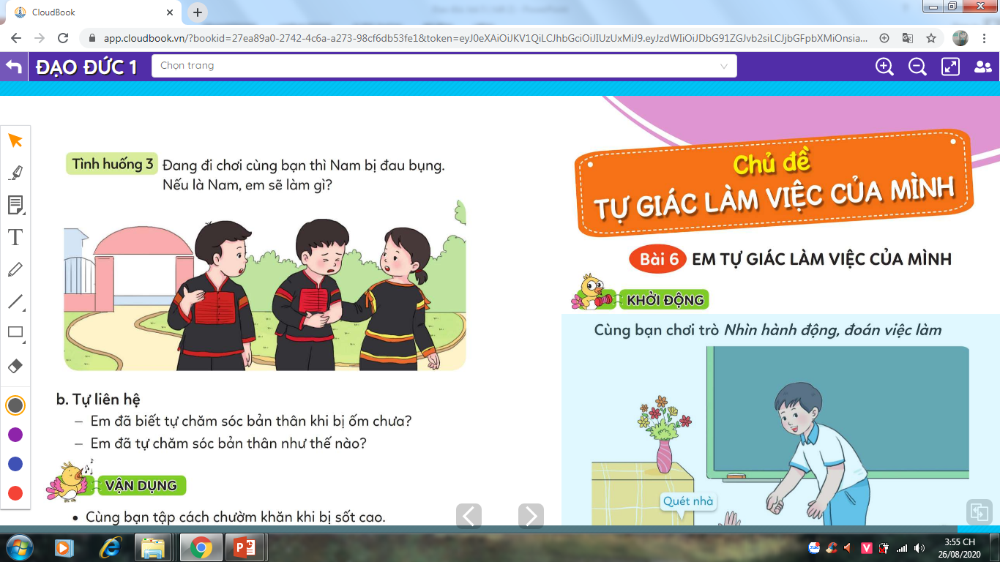 CloudBook
app.cloudbook.vn/?bookid=27ea89a0-2742-4c6a-a273-98cf6db53fe1&token=eyJ0eXAiOiJKV1QiLCJhbGciOiJIUzUxMiJ9.eyJzdWIiOiJDbG91ZGJvb2siLCJjbGFpbXMiOnsia...
ĐẠO ĐỨC 1
Chọn trang
Tình huống 3 Đang đi chơi cùng bạn thì Nam bị đau bụng.
Nếu là Nam, em sẽ làm gì?
b. Tự liên hệ
– Em đã biết tự chăm sóc bản thân khi bị ốm chưa?
– Em đã tự chăm sóc bản thân như thế nào?
VẬN DỤNG
• Cùng bạn tập cách chườm khăn khi bị sốt cao.
Chủ đề
TỰ GIÁC LÀM VIỆC CỦA MÌNH
Bài 6 EM TỰ GIÁC LÀM VIỆC CỦA MÌNH
KHỞI ĐỘNG
Cùng bạn chơi trò Nhìn hành động, đoán việc làm
Quét nhà
T
3:55 CH
26/08/2020